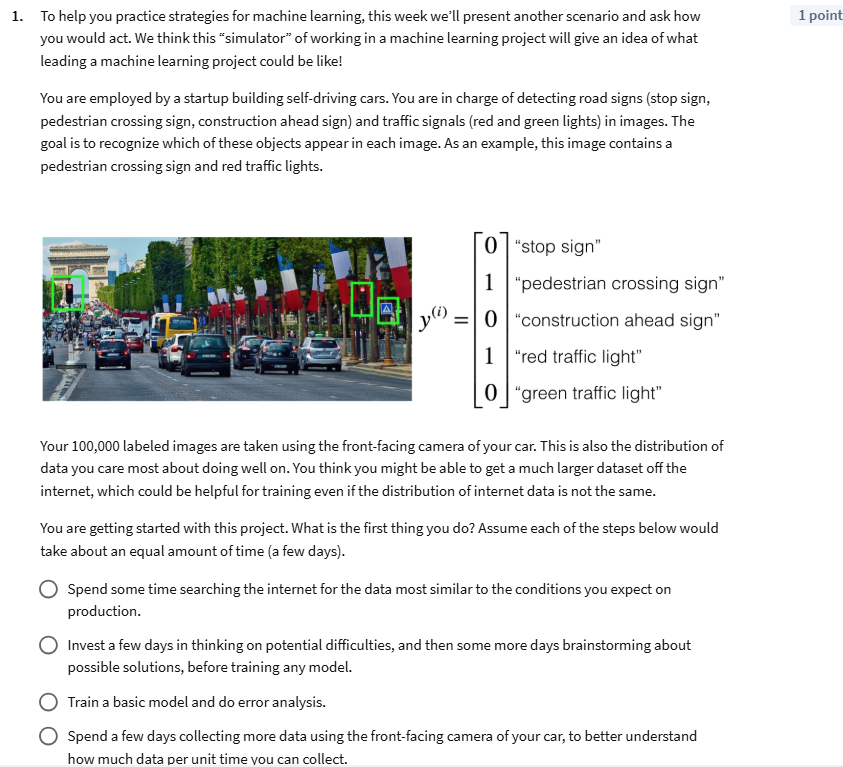 1. To help you practice strategies for machine learning, this week we’ll present another scenario and ask how
1 point
you would act. We think this “simulator” of working in a machine learning project will give an idea of what
leading a machine learning project could be like!
You are employed by a startup building self-driving cars. You are in charge of detecting road signs (stop sign,
pedestrian crossing sign, construction ahead sign) and traffic signals (red and green lights) in images. The
goal is to recognize which of these objects appear in each image. As an example, this image contains a
pedestrian crossing sign and red traffic lights.
0 “stop sign”
1 “pedestrian crossing sign”
y(i) = 0 “construction ahead sign”
1 “red traffic light”
0 “green traffic light”
Your 100,000 labeled images are taken using the front-facing camera of your car. This is also the distribution of
data you care most about doing well on. You think you might be able to get a much larger dataset off the
internet, which could be helpful for training even if the distribution of internet data is not the same.
You are getting started with this project. What is the first thing you do? Assume each of the steps below would
take about an equal amount of time (a few days).
Spend some time searching the internet for the data most similar to the conditions you expect on
production.
Invest a few days in thinking on potential difficulties, and then some more days brainstorming about
possible solutions, before training any model.
Train a basic model and do error analysis.
Spend a few days collecting more data using the front-facing camera of your car, to better understand
how much data per unit time you can collect.